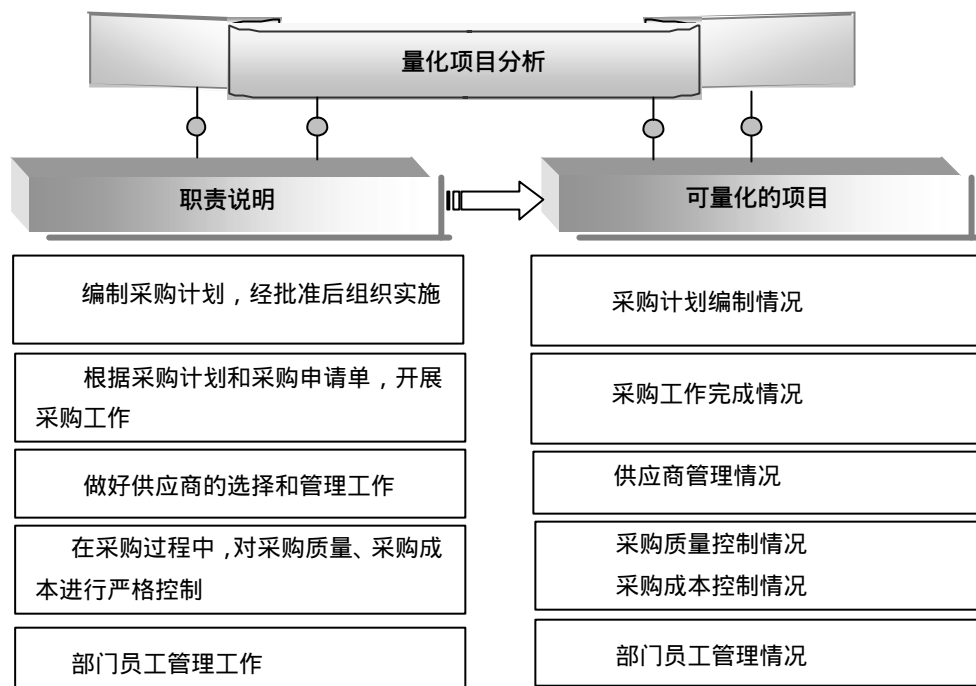 量化项目分析
职责说明
可量化的项目
编制采购计划，经批准后组织实施
采购计划编制情况
根据采购计划和采购申请单，开展
采购工作
采购工作完成情况
做好供应商的选择和管理工作
供应商管理情况
在采购过程中，对采购质量、采购成
本进行严格控制
采购质量控制情况
采购成本控制情况
部门员工管理工作
部门员工管理情况